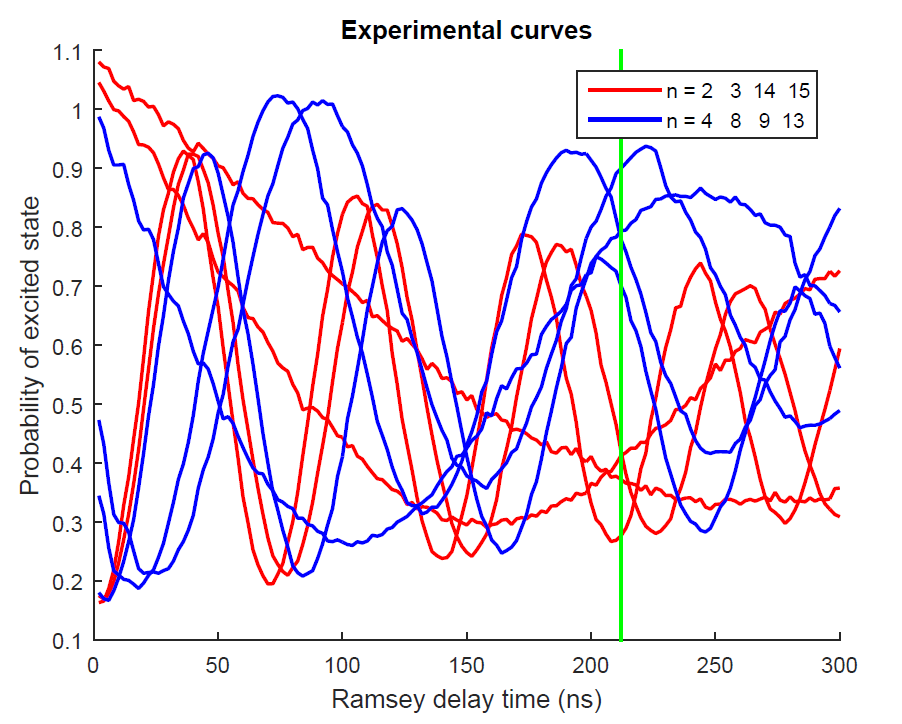 Experimental curves
1.1
1
0.9
0.8
0.7
0.6
0.5
0.4
0.3
0.2
0.1
Probability of excited state
n = 2 3 14 15
n = 4 8 9 13
0 50 100 150 200 250 300
Ramsey delay time (ns)